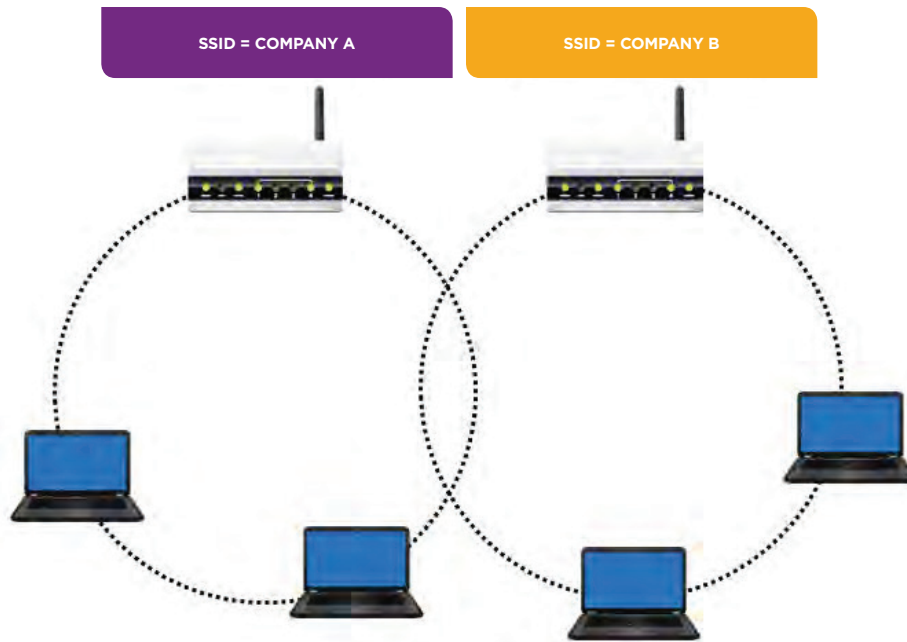 SSID = COMPANY A
SSID = COMPANY B